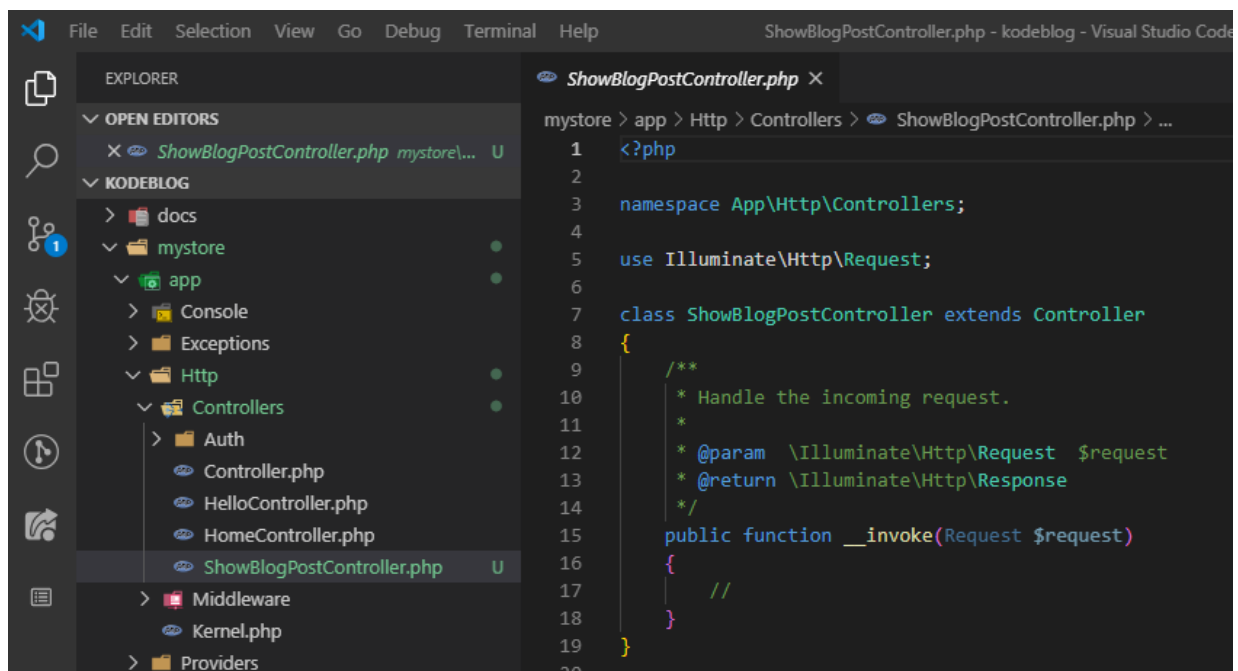 File Edit Selection View Go Debug Terminal Help ShowBlogPostController.php - kodeblog - Visual Studio Code
EXPLORER
OPEN EDITORS
ShowBlogPostController.php mystore\... U
KODEBLOG
docs
mystore
app
Console
Exceptions
Http
Controllers
Auth
Controller.php
HelloController.php
HomeController.php
ShowBlogPostController.php U
Middleware
Kernel.php
Providers
1
ShowBlogPostController.php
mystore > app > Http > Controllers > ShowBlogPostController.php > ...
1 <?php
2
3 namespace App\Http\Controllers;
4
5 use Illuminate\Http\Request;
6
7 class ShowBlogPostController extends Controller
8 {
9 /**
10 * Handle the incoming request.
11 *
12 * @param  \Illuminate\Http\Request  $request
13 * @return \Illuminate\Http\Response
14 */
15 public function __invoke(Request $request)
16 {
17 //
18 }
19 }